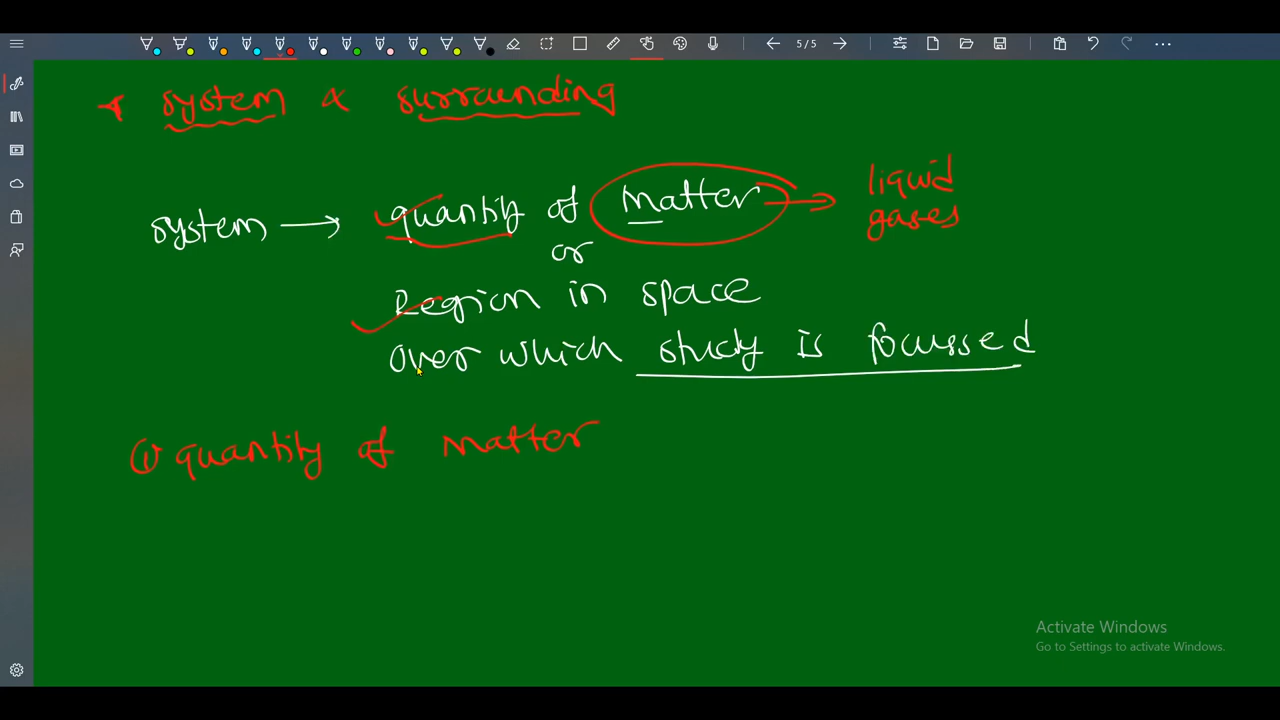 5/5
* system & surrounding
system → quantity of matter → liquid
gases
or
Region in space
over which study is focussed
① quantity of matter
Activate Windows
Go to Settings to activate Windows.